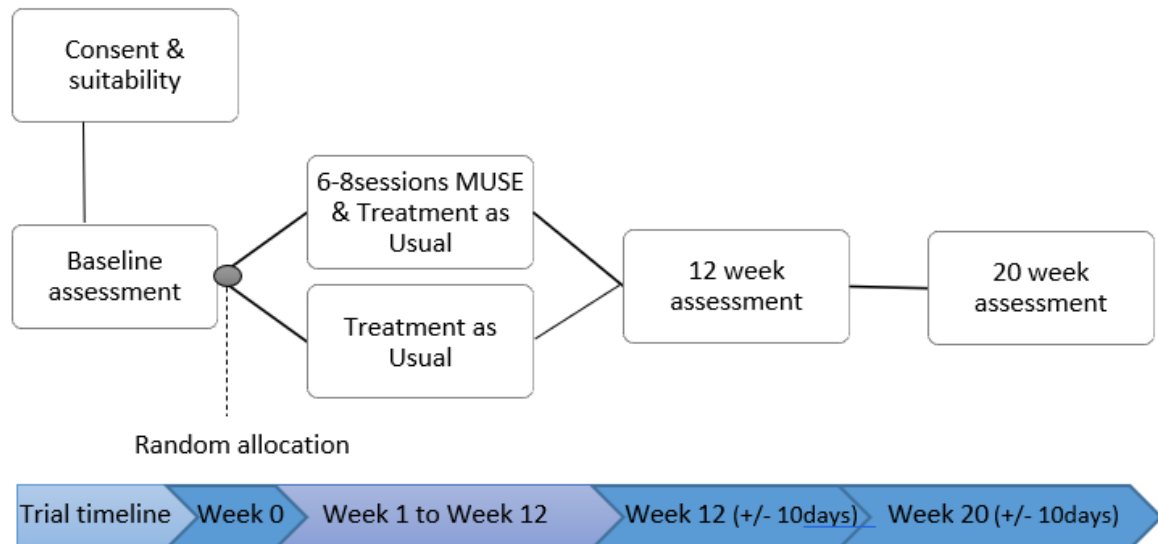 Consent &
suitability
Baseline
assessment
6-8sessions MUSE
& Treatment as
Usual
Treatment as
Usual
12 week
assessment
20 week
assessment
Random allocation
Trial timeline
Week 0
Week 1 to Week 12
Week 12 (+/- 10days)
Week 20 (+/- 10days)